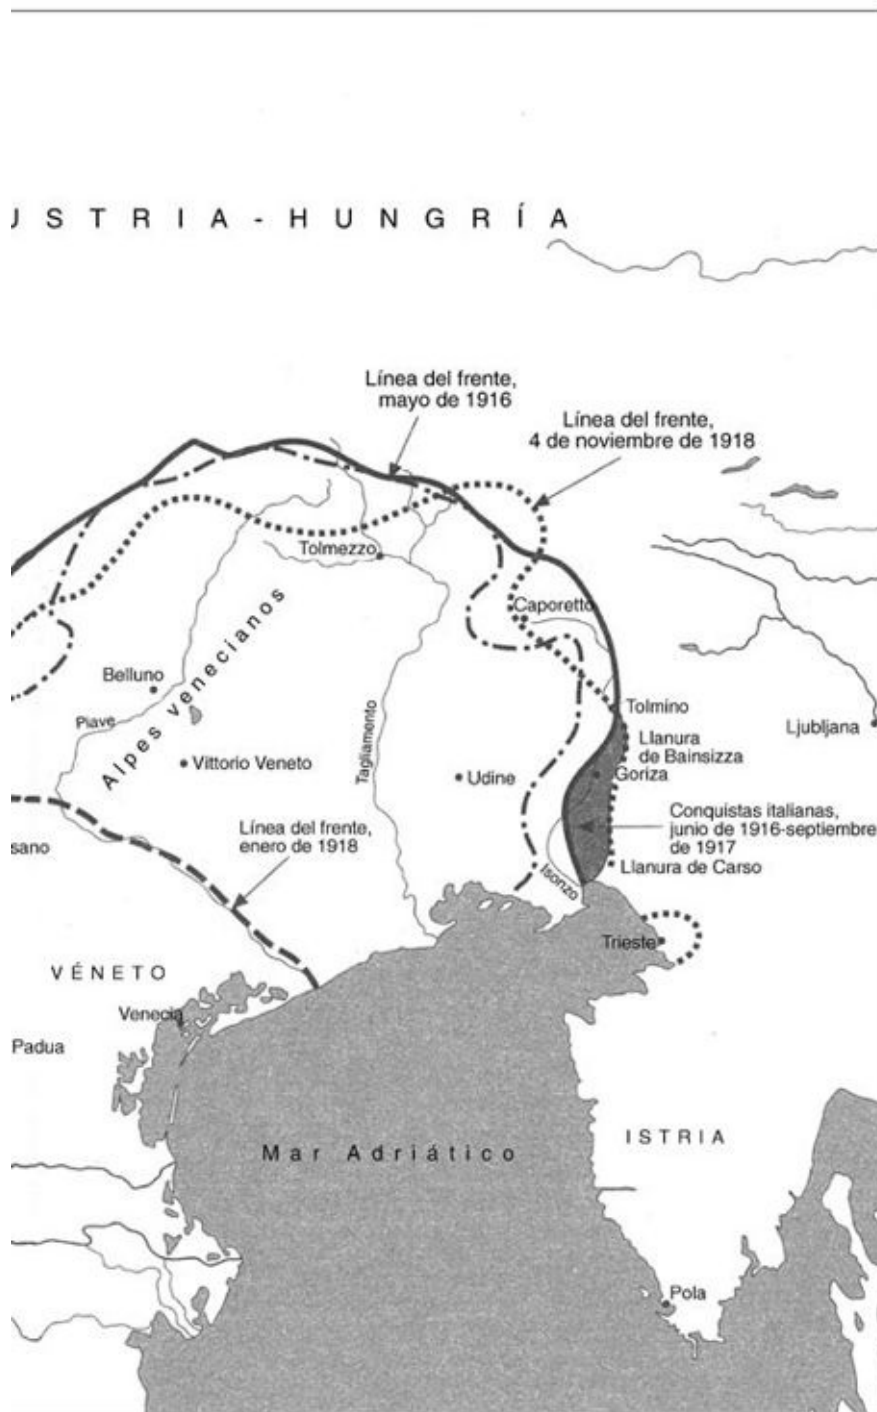 USTRIA-HUNGRÍA
Línea del frente,
mayo de 1916
Línea del frente,
4 de noviembre de 1918
Tolmezzo
Caporetto
Alpes venecianos
Belluno
Piave
Tolmino
Ljubljana
Llanura
de Bainsizza
Vittorio Veneto
Tagliamento
Udine
Goriza
Conquistas italianas,
junio de 1916-septiembre
de 1917
Línea del frente,
enero de 1918
sano
Llanura de Carso
Isonzo
Trieste
VÉNETO
Venecia
Padua
Mar Adriático
ISTRIA
Pola